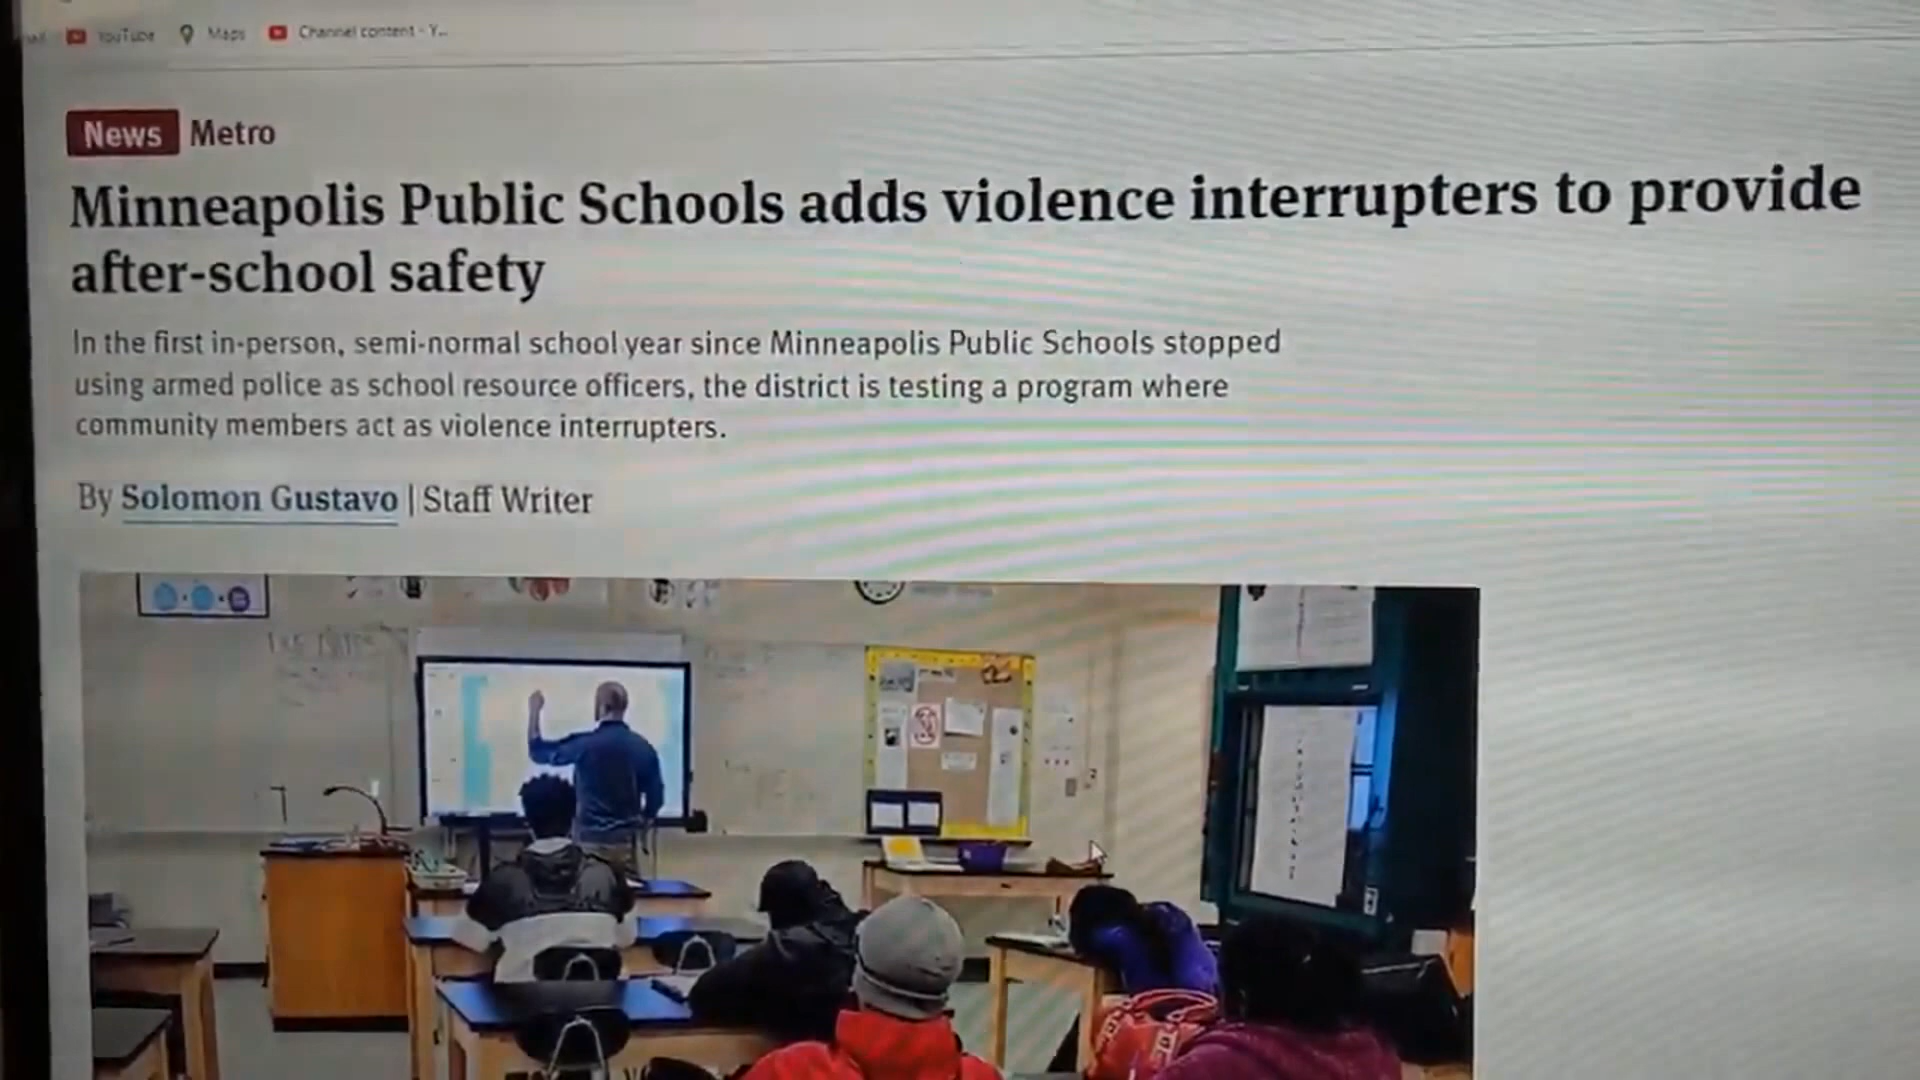 YouTube Maps Channel content - Y...
News Metro
Minneapolis Public Schools adds violence interrupters to provide
after-school safety
In the first in-person, semi-normal school year since Minneapolis Public Schools stopped
using armed police as school resource officers, the district is testing a program where
community members act as violence interrupters.
By Solomon Gustavo | Staff Writer